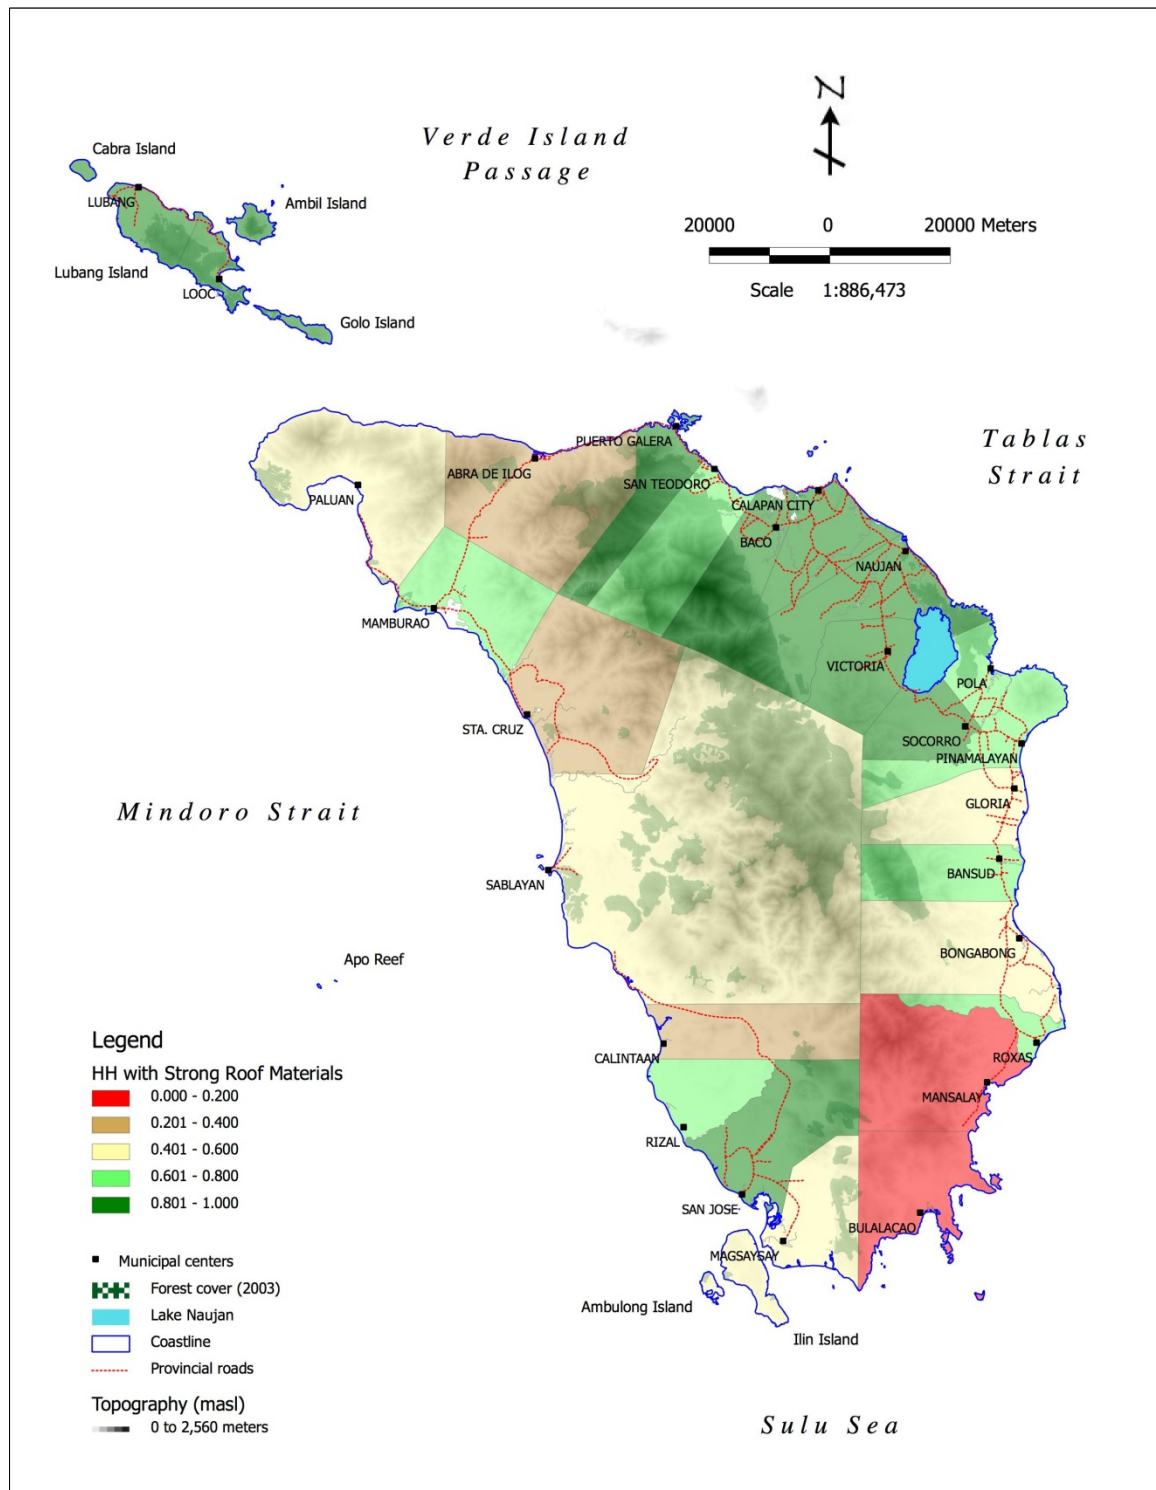 Verde Island
Passage
Z
Cabra Island
LUBANG
Ambil Island
Lubang Island
LOOC
Golo Island
20000 0 20000 Meters
Scale 1:886,473
Tablas
Strait
PUERTO GALERA
ABRA DE ILOG
SAN TEODORO
PALUAN
CALAPAN CITY
BACO
NAUJAN
MAMBURAO
VICTORIA
POLA
STA. CRUZ
SOCORRO
PINAMALAYAN
Mindoro Strait
GLORIA
BANSUD
SABLAYAN
BONGABONG
Apo Reef
CALINTAAN
ROXAS
MANSALAY
RIZAL
SAN JOSE
BULALACAO
MAGSAYSAY
Ambulong Island
Ilin Island
Sulu Sea
Legend
HH with Strong Roof Materials
0.000 - 0.200
0.201 - 0.400
0.401 - 0.600
0.601 - 0.800
0.801 - 1.000
Municipal centers
Forest cover (2003)
Lake Naujan
Coastline
Provincial roads
Topography (masl)
0 to 2,560 meters